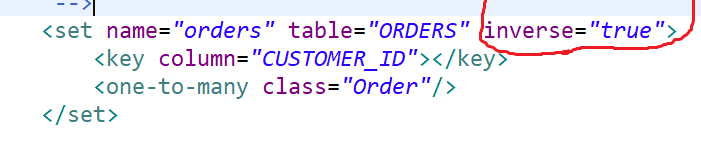 -->
<set name="orders" table="ORDERS" inverse="true">
<key column="CUSTOMER_ID"></key>
<one-to-many class="Order"/>
</set>